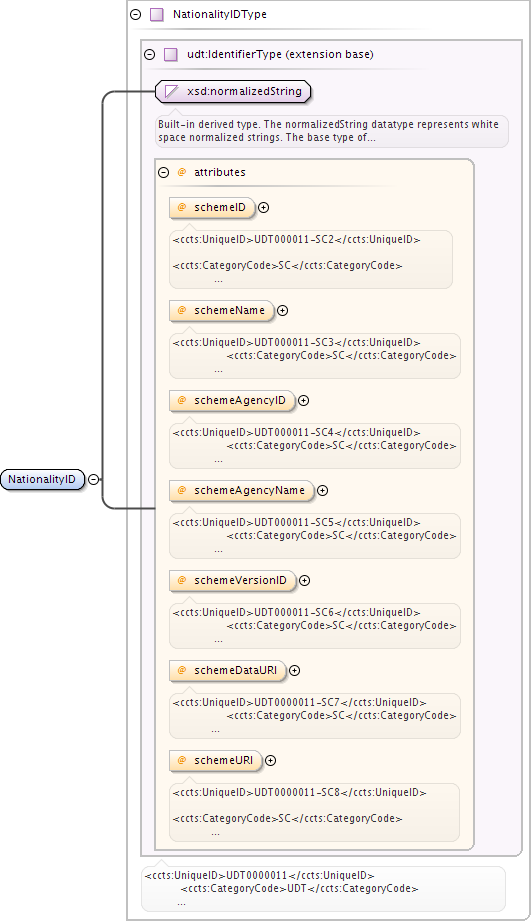 NationalityIDType
udt:IdentifierType (extension base)
xsd:normalizedString
Built-in derived type. The normalizedString datatype represents white
space normalized strings. The base type of...
@ attributes
@ schemeID
<ccts:UniqueID>UDT000011-SC2</ccts:UniqueID>
<ccts:CategoryCode>SC</ccts:CategoryCode>
...
@ schemeName
<ccts:UniqueID>UDT000011-SC3</ccts:UniqueID>
<ccts:CategoryCode>SC</ccts:CategoryCode>
...
@ schemeAgencyID
<ccts:UniqueID>UDT000011-SC4</ccts:UniqueID>
<ccts:CategoryCode>SC</ccts:CategoryCode>
...
NationalityID
@ schemeAgencyName
<ccts:UniqueID>UDT000011-SC5</ccts:UniqueID>
<ccts:CategoryCode>SC</ccts:CategoryCode>
...
@ schemeVersionID
<ccts:UniqueID>UDT000011-SC6</ccts:UniqueID>
<ccts:CategoryCode>SC</ccts:CategoryCode>
...
@ schemeDataURI
<ccts:UniqueID>UDT0000011-SC7</ccts:UniqueID>
<ccts:CategoryCode>SC</ccts:CategoryCode>
...
@ schemeURI
<ccts:UniqueID>UDT0000011-SC8</ccts:UniqueID>
<ccts:CategoryCode>SC</ccts:CategoryCode>
...
<ccts:UniqueID>UDT0000011</ccts:UniqueID>
<ccts:CategoryCode>UDT</ccts:CategoryCode>
...